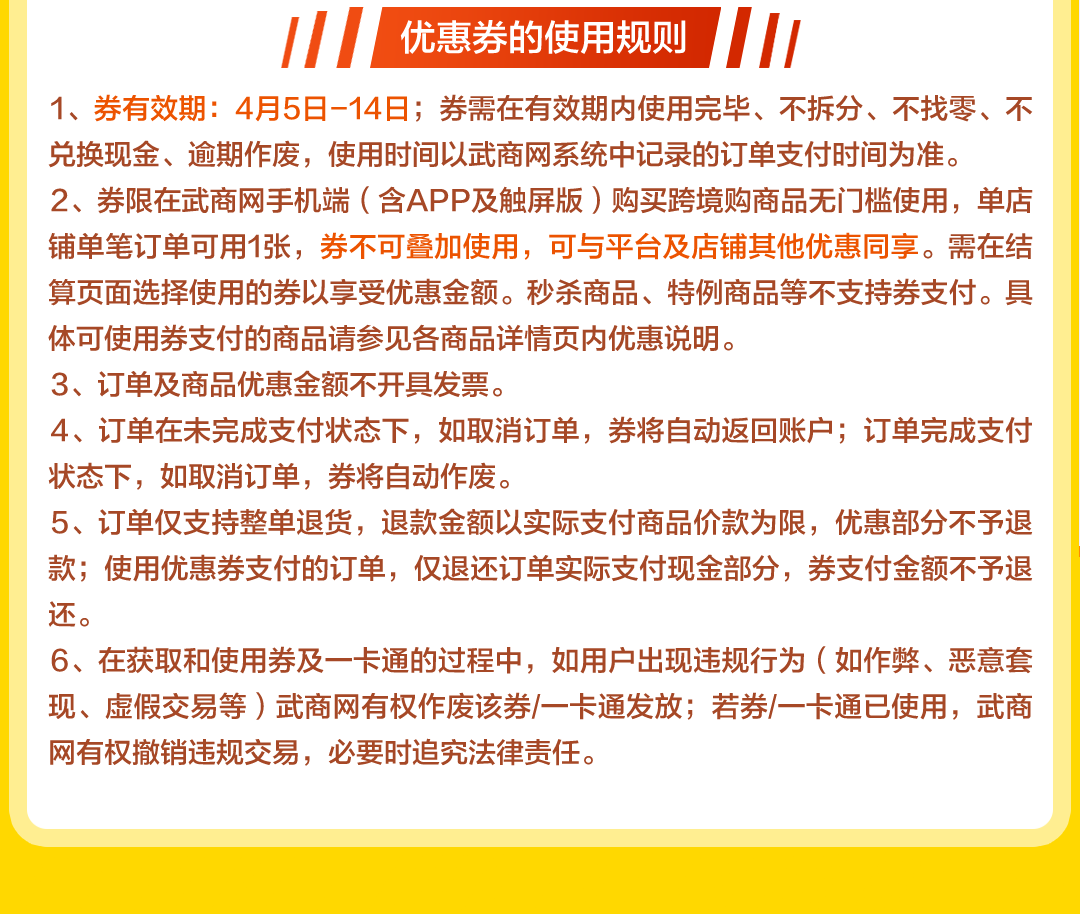 优惠券的使用规则
1、券有效期：4月5日-14日；券需在有效期内使用完毕、不拆分、不找零、不
兑换现金、逾期作废，使用时间以武商网系统中记录的订单支付时间为准。
2、券限在武商网手机端（含APP及触屏版）购买跨境购商品无门槛使用，单店
铺单笔订单可用1张，券不可叠加使用，可与平台及店铺其他优惠同享。需在结
算页面选择使用的券以享受优惠金额。秒杀商品、特例商品等不支持券支付。具
体可使用券支付的商品请参见各商品详情页内优惠说明。
3、订单及商品优惠金额不开具发票。
4、订单在未完成支付状态下，如取消订单，券将自动返回账户；订单完成支付
状态下，如取消订单，券将自动作废。
5、订单仅支持整单退货，退款金额以实际支付商品价款为限，优惠部分不予退
款；使用优惠券支付的订单，仅退还订单实际支付现金部分，券支付金额不予退
还。
6、在获取和使用券及一卡通的过程中，如用户出现违规行为（如作弊、恶意套
现、虚假交易等）武商网有权作废该券/一卡通发放；若券/一卡通已使用，武商
网有权撤销违规交易，必要时追究法律责任。